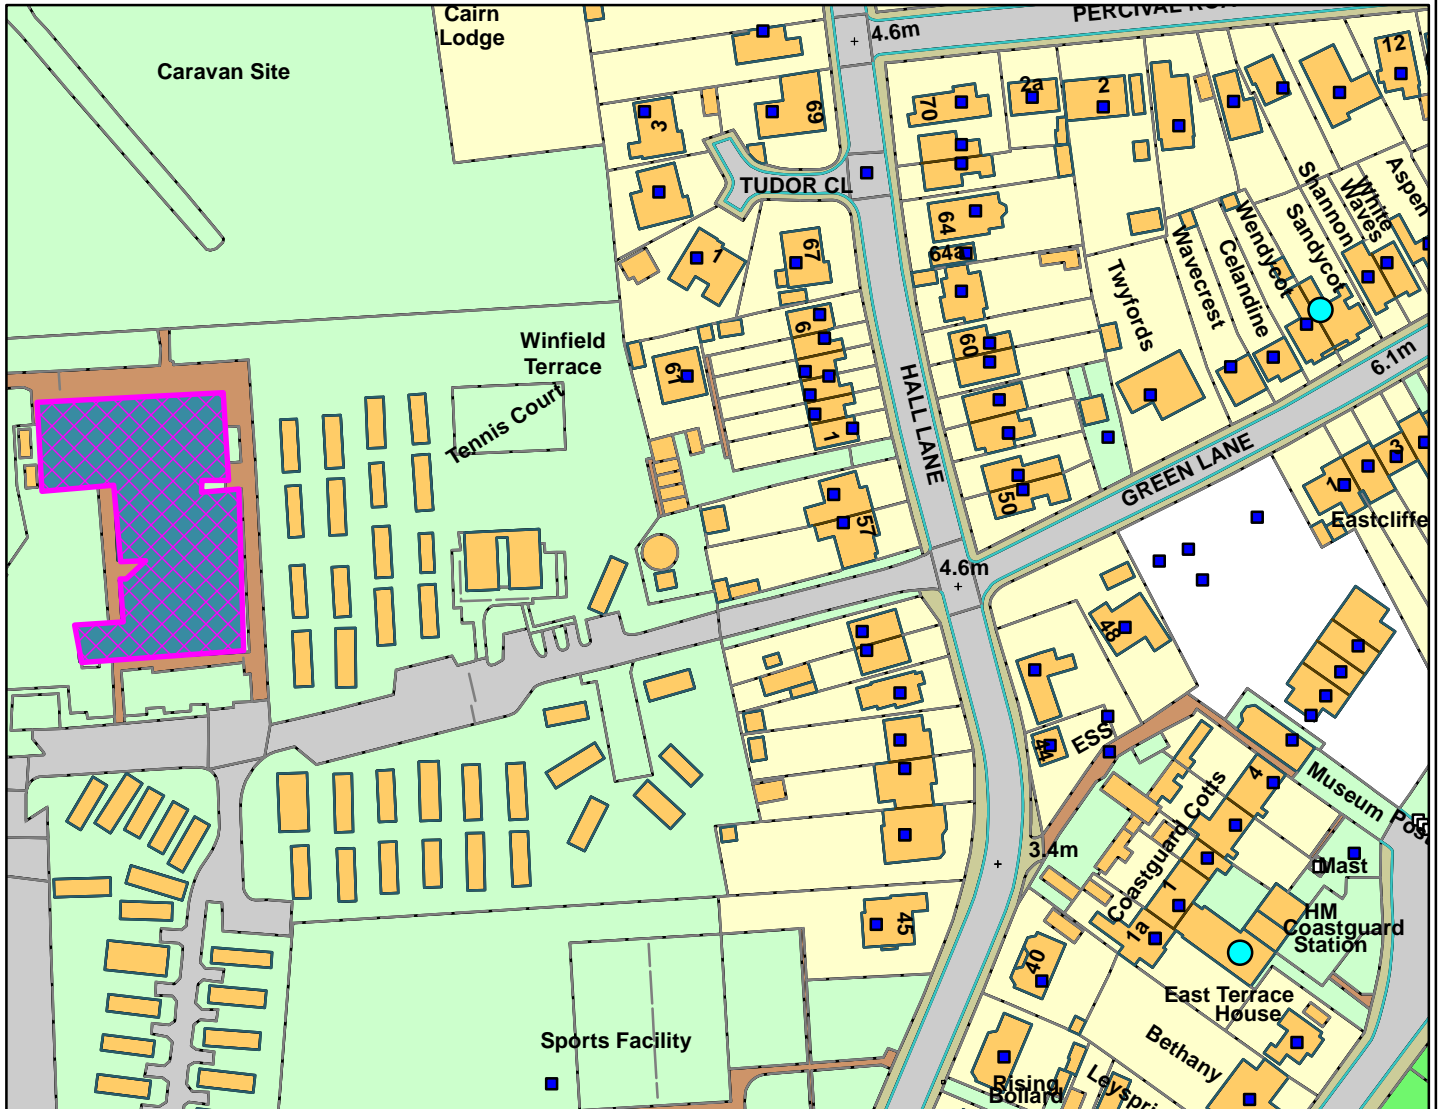 Cairn
Lodge
4.6m
PERCIVAL
Caravan Site
12
2a
2
70
69
3
TUDOR CL
Shannon
White
Waves
Aspen
Sandycot
Wendycot
Celandine
Wavecrest
Twyfords
64
64a
67
1
6
60
61
Winfield
Terrace
Tennis Court
HALL LANE
6.1m
1
50
GREEN LANE
1
3
Eastcliffe
57
4.6m
48
44
ESS
4
Museum
Coastguard Cotts
3.4m
Mast
1
1a
HM
Coastguard
Station
45
40
East Terrace
House
Sports Facility
Bethany
Rising
Bollard